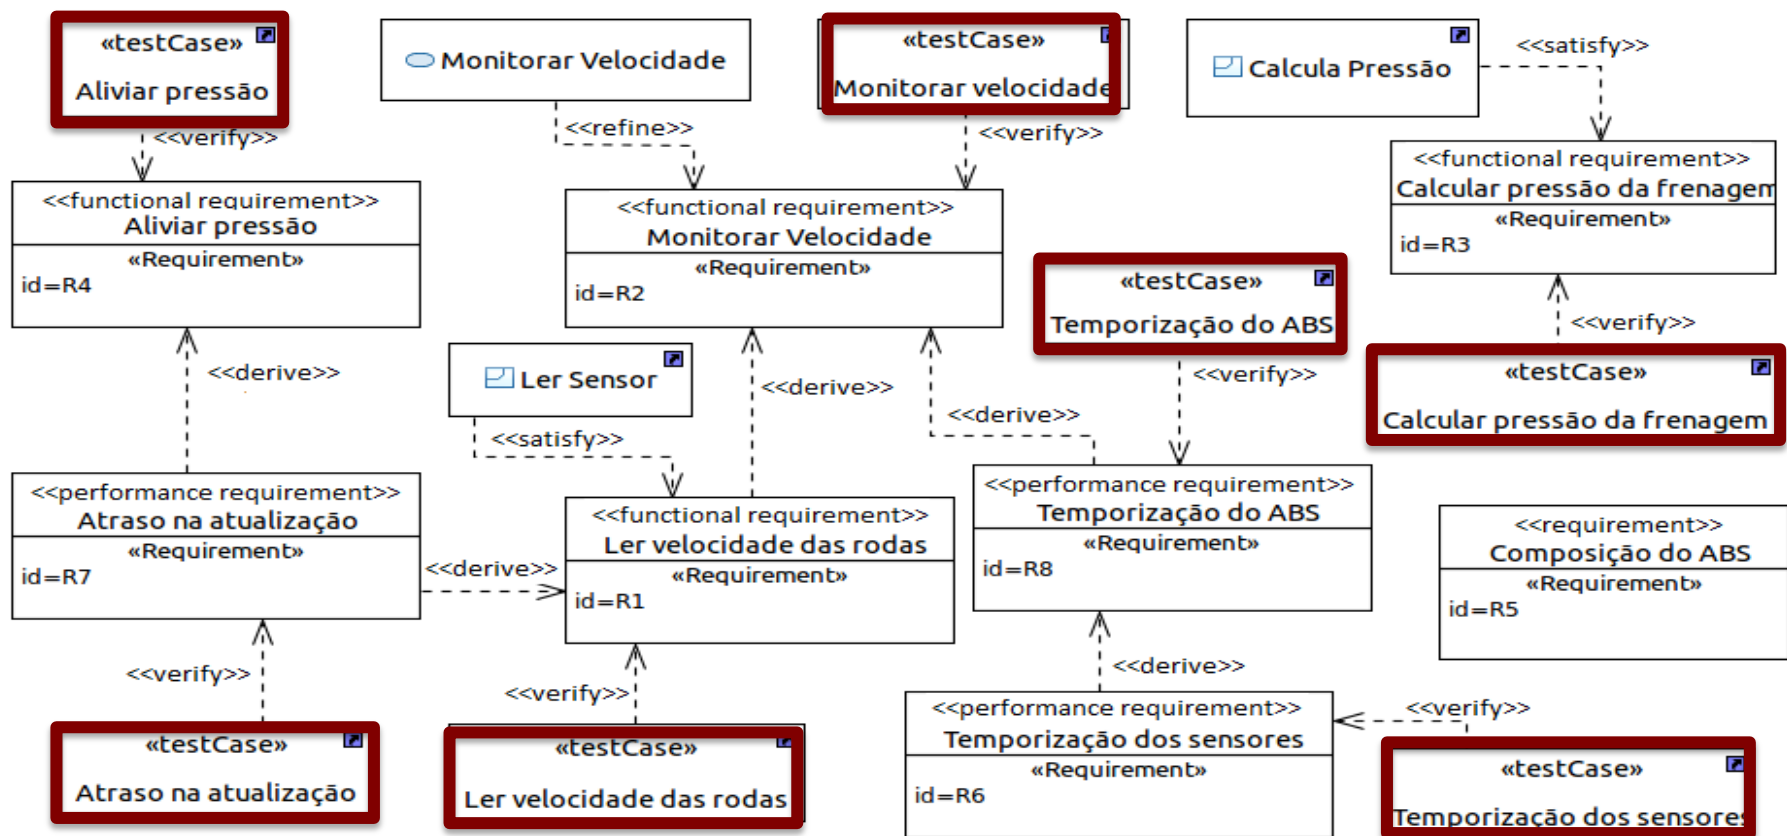 «testCase»
Aliviar pressão
<<verify>>
<<functional requirement>>
Aliviar pressão
«Requirement»
id=R4
<<derive>>
<<performance requirement>>
Atraso na atualização
«Requirement»
id=R7
<<derive>>
<<verify>>
«testCase»
Atraso na atualização
Monitorar Velocidade
<<refine>>
«testCase»
Monitorar velocidade
<<verify>>
<<functional requirement>>
Monitorar Velocidade
«Requirement»
id=R2
Ler Sensor
<<satisfy>>
<<derive>>
<<functional requirement>>
Ler velocidade das rodas
«Requirement»
id=R1
<<verify>>
«testCase»
Ler velocidade das rodas
«testCase»
Temporização do ABS
<<verify>>
<<derive>>
<<performance requirement>>
Temporização do ABS
«Requirement»
id=R8
<<derive>>
<<performance requirement>>
Temporização dos sensores
«Requirement»
id=R6
<<verify>>
«testCase»
Temporização dos sensores
Calcula Pressão
<<satisfy>>
<<functional requirement>>
Calcular pressão da frenagem
«Requirement»
id=R3
<<verify>>
«testCase»
Calcular pressão da frenagem
<<requirement>>
Composição do ABS
«Requirement»
id=R5